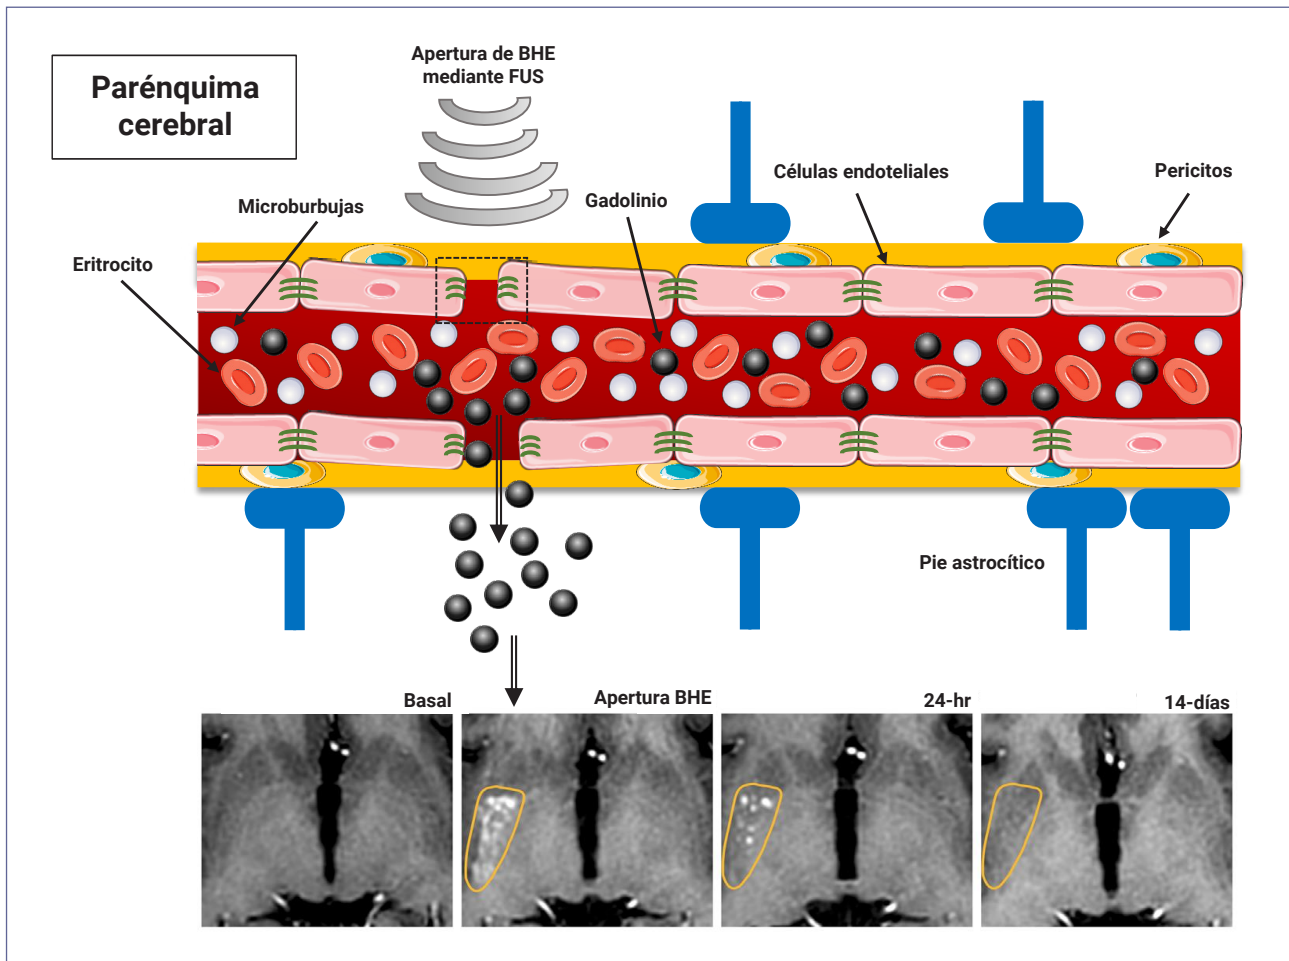 Apertura de BHE
mediante FUS
Parénquima
cerebral
Células endoteliales
Pericitos
Gadolinio
Microburbujas
Eritrocito
Pie astrocítico
Basal
Apertura BHE
24-hr
14-días